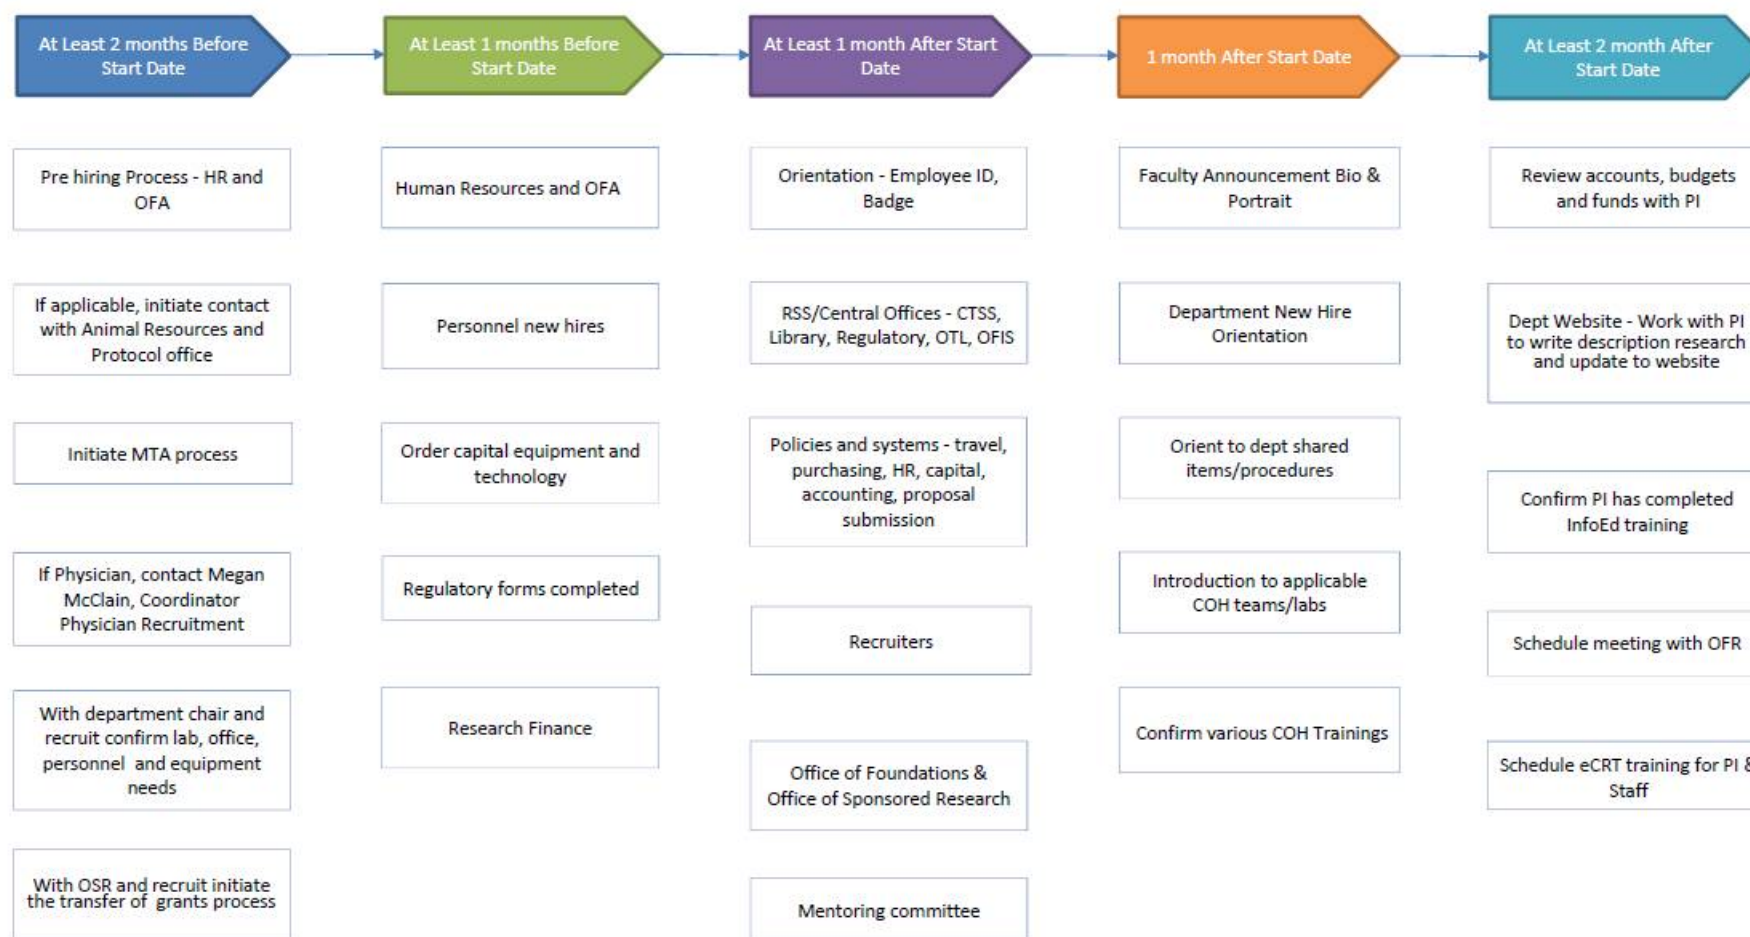 At Least 2 months Before
Start Date
At Least 1 months Before
Start Date
At Least 1 month After Start
Date
1 month After Start Date
At Least 2 month After
Start Date
Pre hiring Process - HR and
OFA
If applicable, initiate contact
with Animal Resources and
Protocol office
Initiate MTA process
If Physician, contact Megan
McClain, Coordinator
Physician Recruitment
With department chair and
recruit confirm lab, office,
personnel and equipment
needs
With OSR and recruit initiate
the transfer of grants process
Human Resources and OFA
Personnel new hires
Order capital equipment and
technology
Regulatory forms completed
Research Finance
Orientation - Employee ID,
Badge
RSS/Central Offices - CTSS,
Library, Regulatory, OTL, OFIS
Policies and systems - travel,
purchasing, HR, capital,
accounting, proposal
submission
Recruiters
Office of Foundations &
Office of Sponsored Research
Mentoring committee
Faculty Announcement Bio &
Portrait
Department New Hire
Orientation
Orient to dept shared
items/procedures
Introduction to applicable
COH teams/labs
Confirm various COH Trainings
Review accounts, budgets
and funds with PI
Dept Website - Work with PI
to write description research
and update to website
Confirm PI has completed
InfoEd training
Schedule meeting with OFR
Schedule eCRT training for PI &
Staff